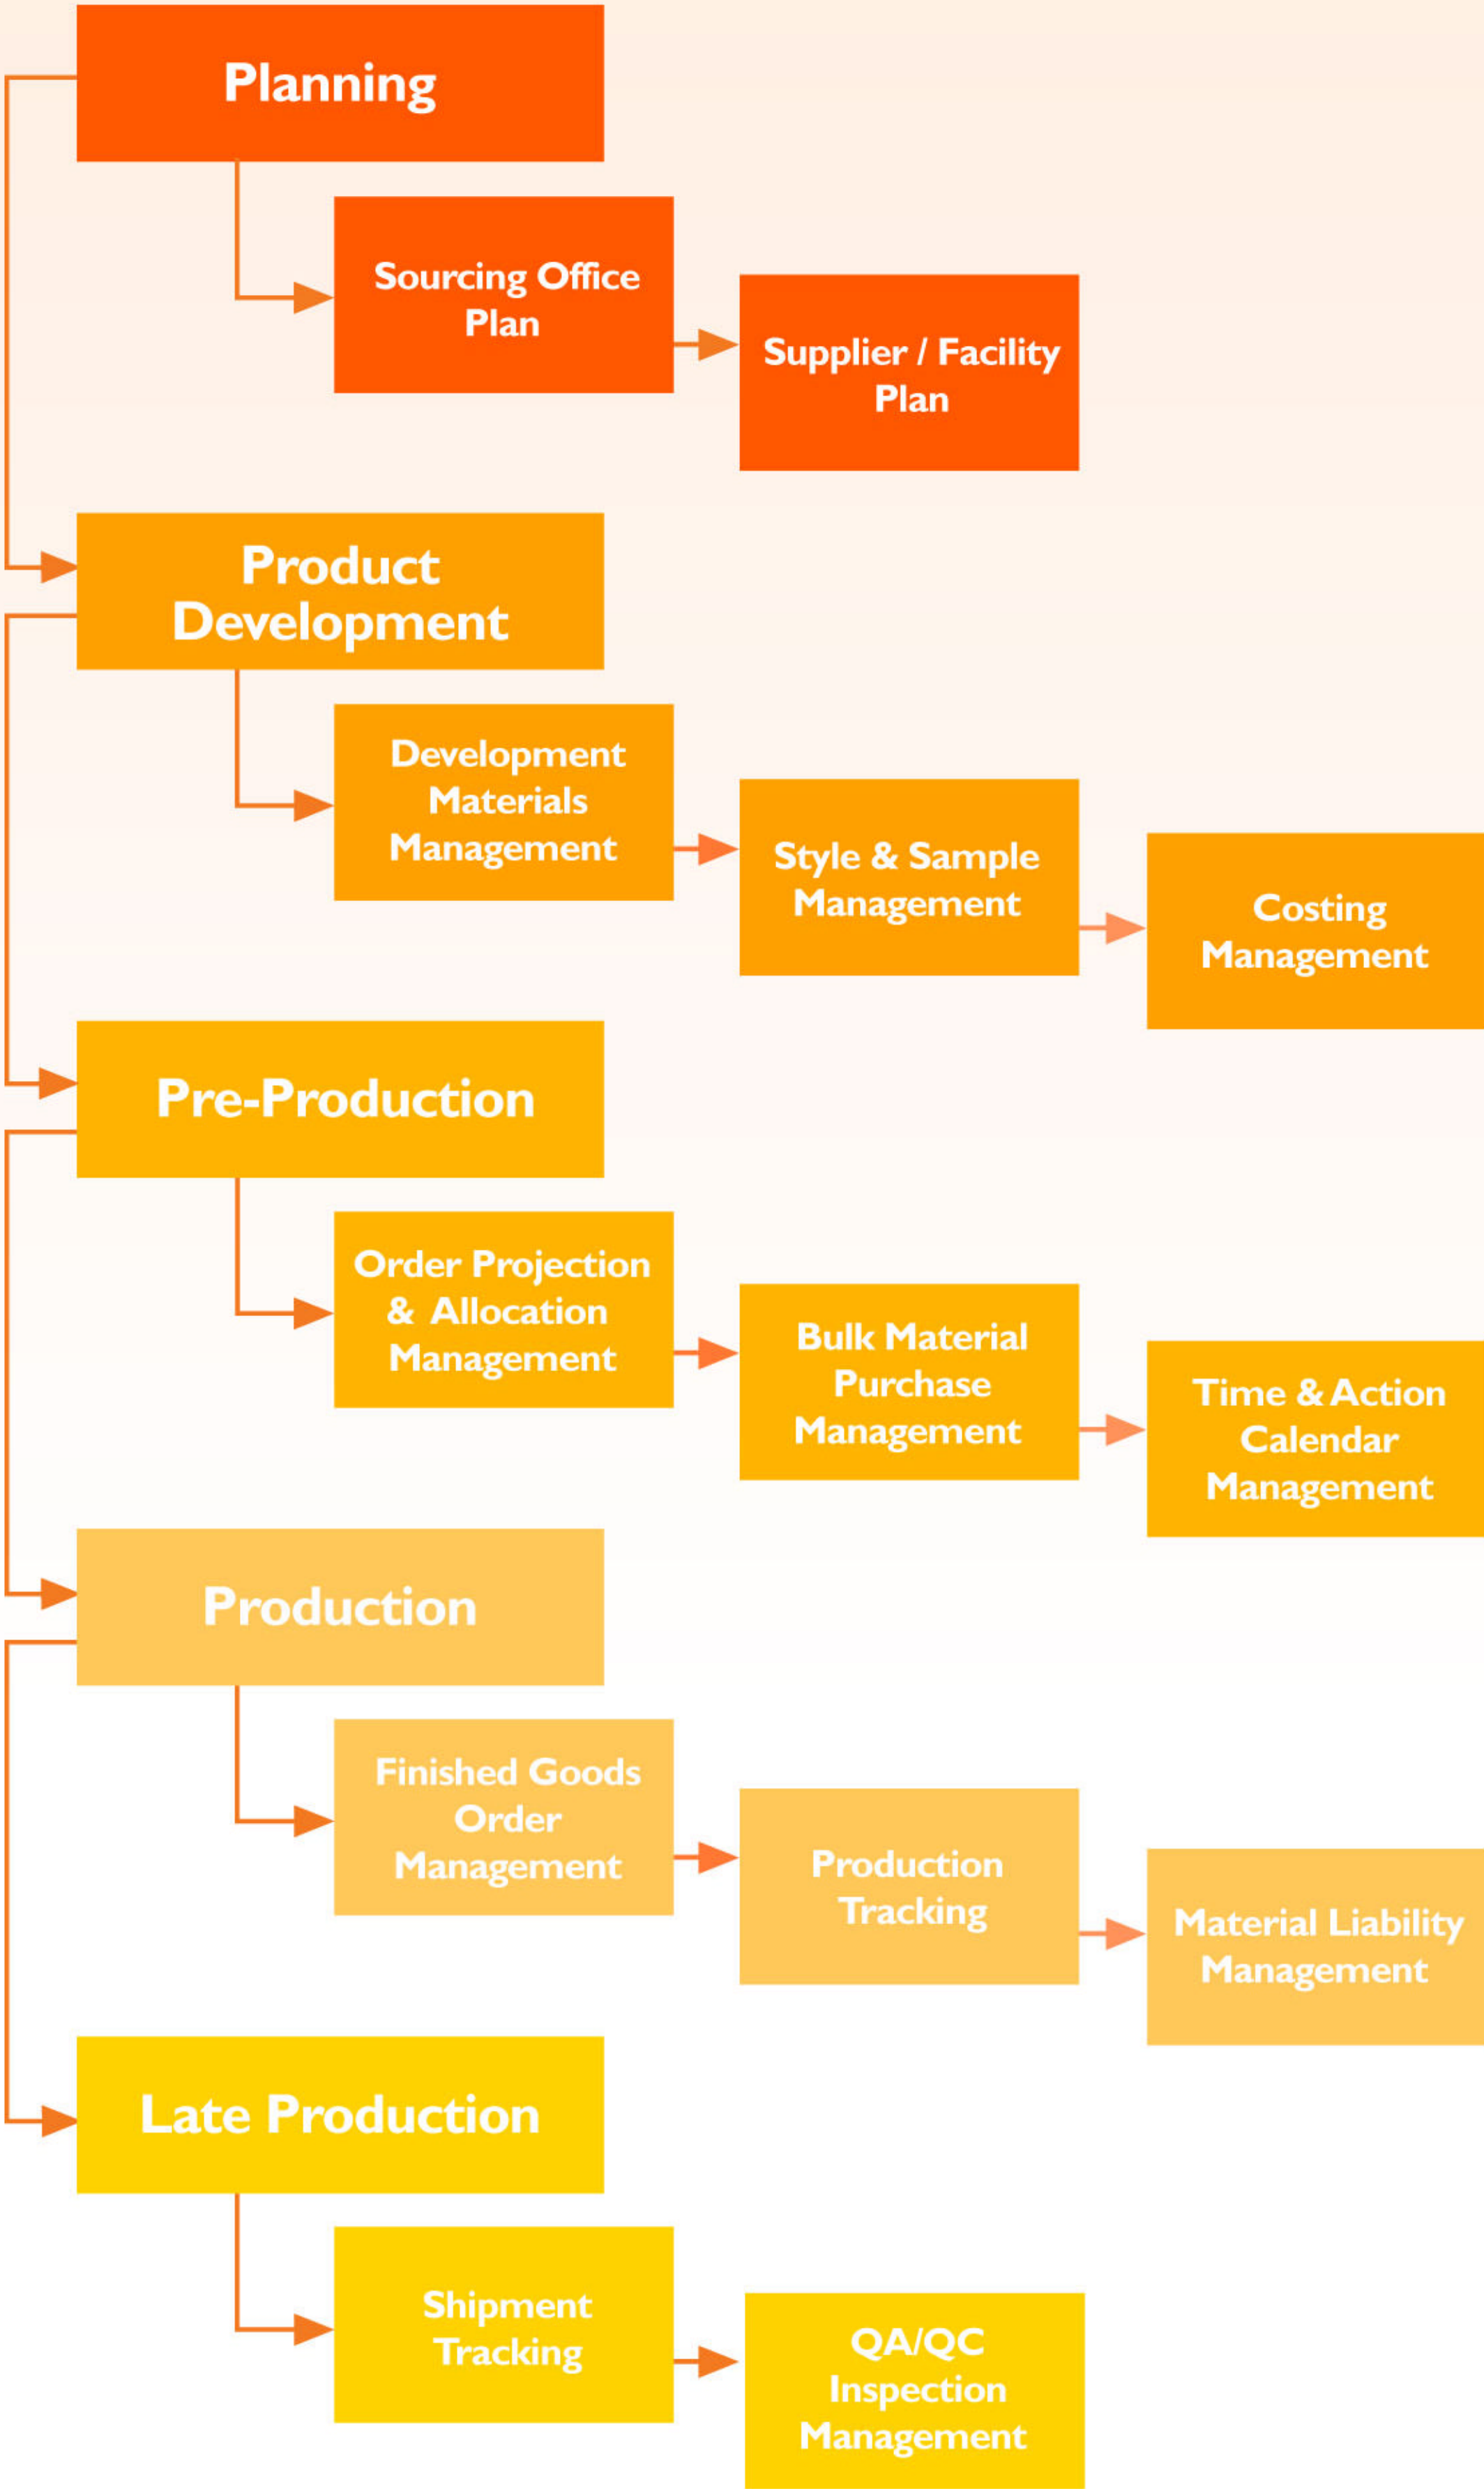 Planning
Sourcing Office
Plan
Supplier / Facility
Plan
Product
Development
Development
Materials
Management
Style & Sample
Management
Costing
Management
Pre-Production
Order Projection
& Allocation
Management
Bulk Material
Purchase
Management
Time & Action
Calendar
Management
Production
Finished Goods
Order
Management
Production
Tracking
Material Liability
Management
Late Production
Shipment
Tracking
QA/QC
Inspection
Management